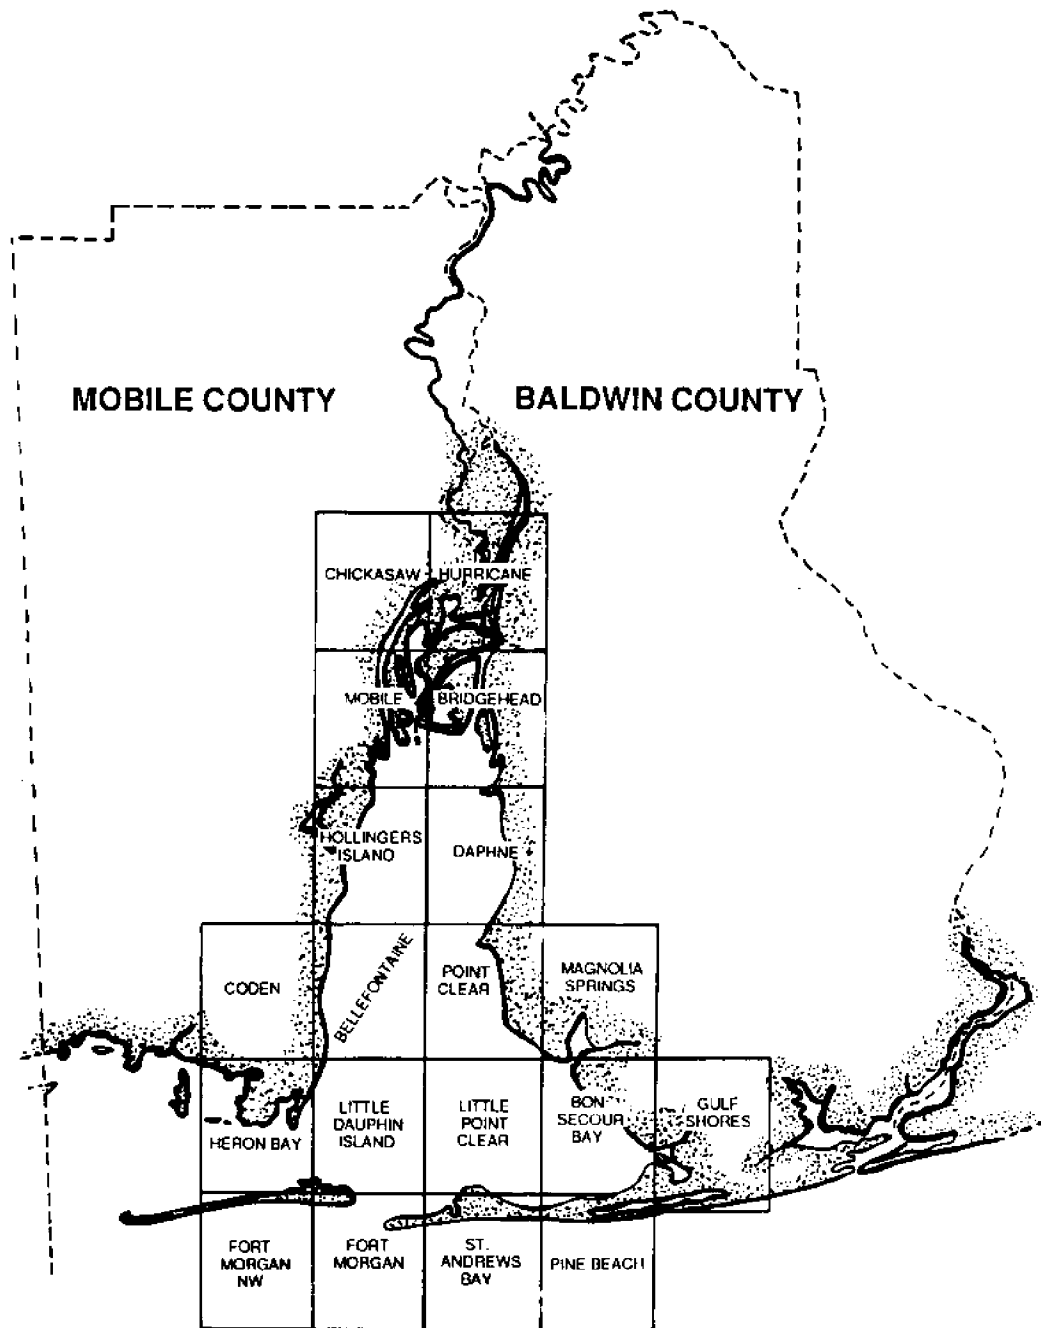 MOBILE COUNTY
BALDWIN COUNTY
CHICKASAW
HURRICANE
MOBILE
BRIDGEHEAD
HOLLINGERS
ISLAND
DAPHNE
CODEN
BELLEFONTAINE
POINT
CLEAR
MAGNOLIA
SPRINGS
HERON BAY
LITTLE
DAUPHIN
ISLAND
LITTLE
POINT
CLEAR
BON
SECOUR
BAY
GULF
SHORES
FORT
MORGAN
NW
FORT
MORGAN
ST.
ANDREWS
BAY
PINE BEACH